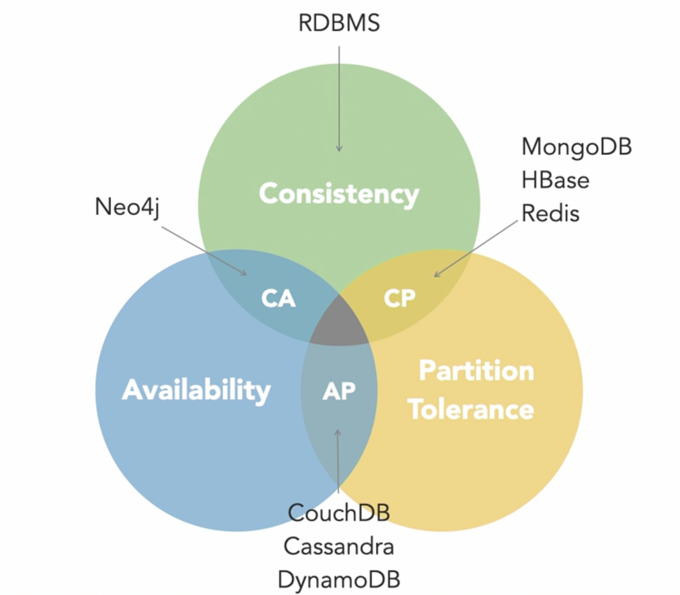 RDBMS
MongoDB
HBase
Redis
Consistency
Neo4j
CA
CP
Availability
AP
Partition
Tolerance
CouchDB
Cassandra
DynamoDB